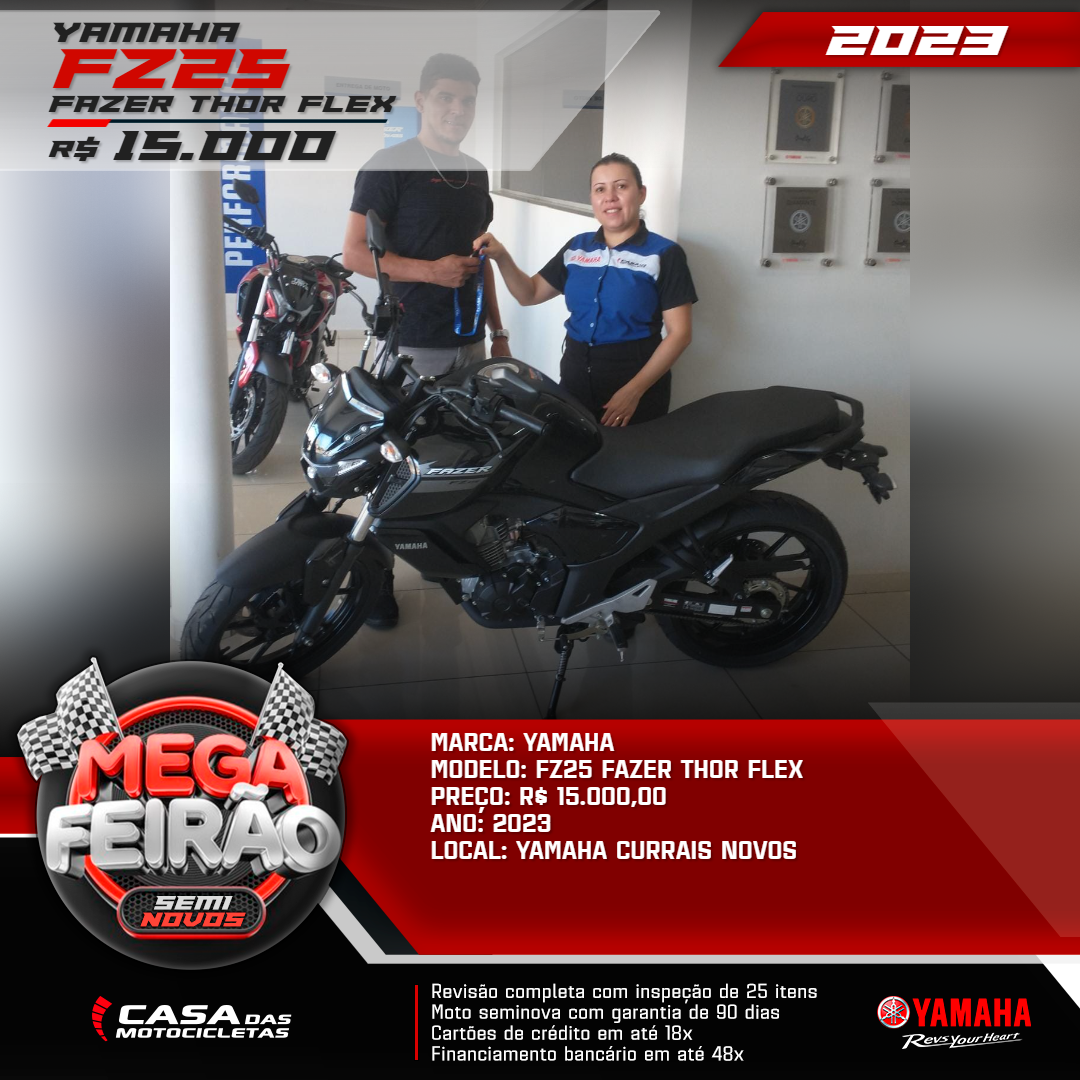 YAMAHA
FZ25
FAZER THOR FLEX
R$ 15.000
2023
YAMAHA
FAZER
YAMAHA
MEGA
FEIRÃO
SEMI
NOVOS
MARCA: YAMAHA
MODELO: FZ25 FAZER THOR FLEX
PREÇO: R$ 15.000,00
ANO: 2023
LOCAL: YAMAHA CURRAIS NOVOS
CASA DAS
MOTOCICLETAS
Revisão completa com inspeção de 25 itens
Moto seminova com garantia de 90 dias
Cartões de crédito em até 18x
Financiamento bancário em até 48x
YAMAHA
Revs Your Heart